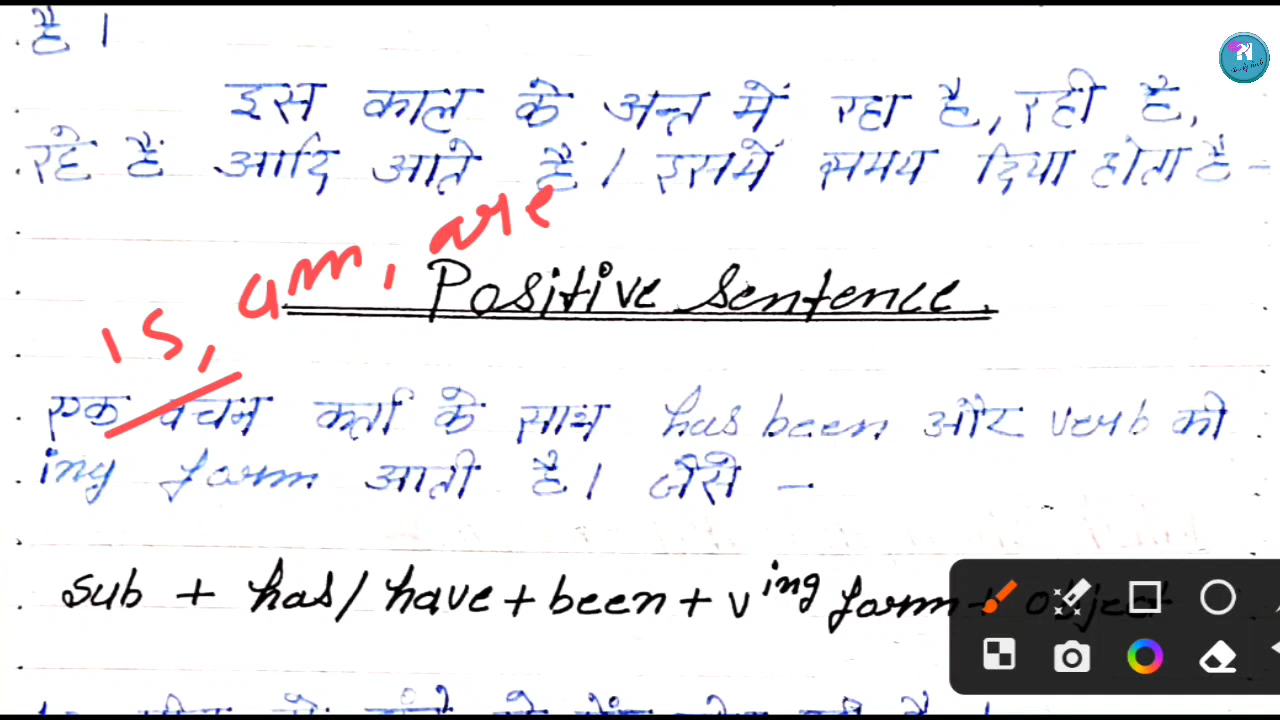 है।
इस काल के अन्त में रहा है, रही है,
रहे हैं आदि आते हैं। इसमें समय दिया होता है -
is, am, are
Positive Sentence.
एक वचन कर्ता के साथ has been और verb की
ing form आती है। जैसे -
sub + has/have + been + v ing form + object